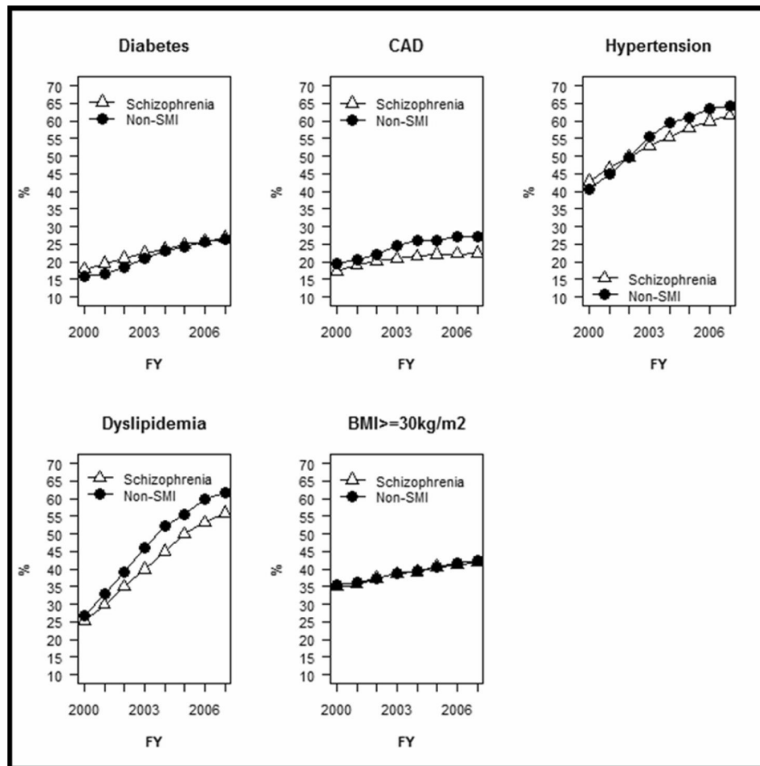 Diabetes
70
65
60
55
50
45
40
35
30
25
20
15
10
%
Schizophrenia
Non-SMI
2000 2003 2006
FY
CAD
70
65
60
55
50
45
40
35
30
25
20
15
10
%
Schizophrenia
Non-SMI
2000 2003 2006
FY
Hypertension
70
65
60
55
50
45
40
35
30
25
20
15
10
%
Schizophrenia
Non-SMI
2000 2003 2006
FY
Dyslipidemia
70
65
60
55
50
45
40
35
30
25
20
15
10
%
Schizophrenia
Non-SMI
2000 2003 2006
FY
BMI>=30kg/m2
70
65
60
55
50
45
40
35
30
25
20
15
10
%
Schizophrenia
Non-SMI
2000 2003 2006
FY